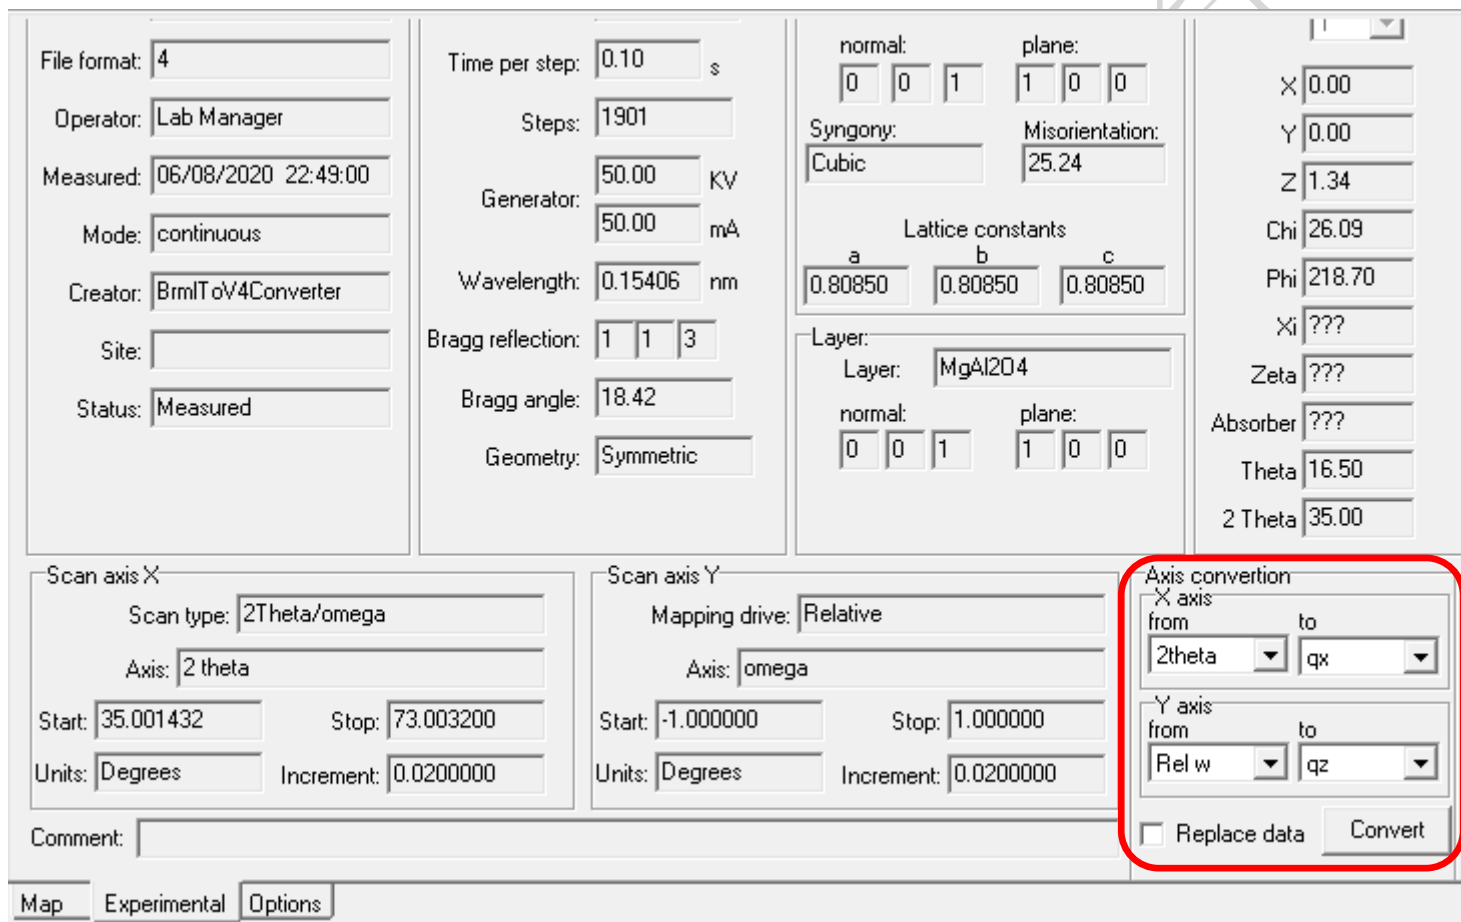 File format: 4
Operator: Lab Manager
Measured: 06/08/2020 22:49:00
Mode: continuous
Creator: BrmlToV4Converter
Site:
Status: Measured
Time per step: 0.10 s
Steps: 1901
Generator: 50.00 KV
50.00 mA
Wavelength: 0.15406 nm
Bragg reflection: 1 1 3
Bragg angle: 18.42
Geometry: Symmetric
normal: plane:
0 0 1 1 0 0
Syngony: Misorientation:
Cubic 25.24
Lattice constants
a b c
0.80850 0.80850 0.80850
Layer:
Layer: MgAl2O4
normal: plane:
0 0 1 1 0 0
X 0.00
Y 0.00
Z 1.34
Chi 26.09
Phi 218.70
Xi ???
Zeta ???
Absorber ???
Theta 16.50
2 Theta 35.00
Scan axis X
Scan type: 2Theta/omega
Axis: 2 theta
Start: 35.001432 Stop: 73.003200
Units: Degrees Increment: 0.0200000
Scan axis Y
Mapping drive: Relative
Axis: omega
Start: -1.000000 Stop: 1.000000
Units: Degrees Increment: 0.0200000
Axis convertion
X axis
from to
2theta qx
Y axis
from to
Rel w qz
Replace data Convert
Comment:
Map Experimental Options